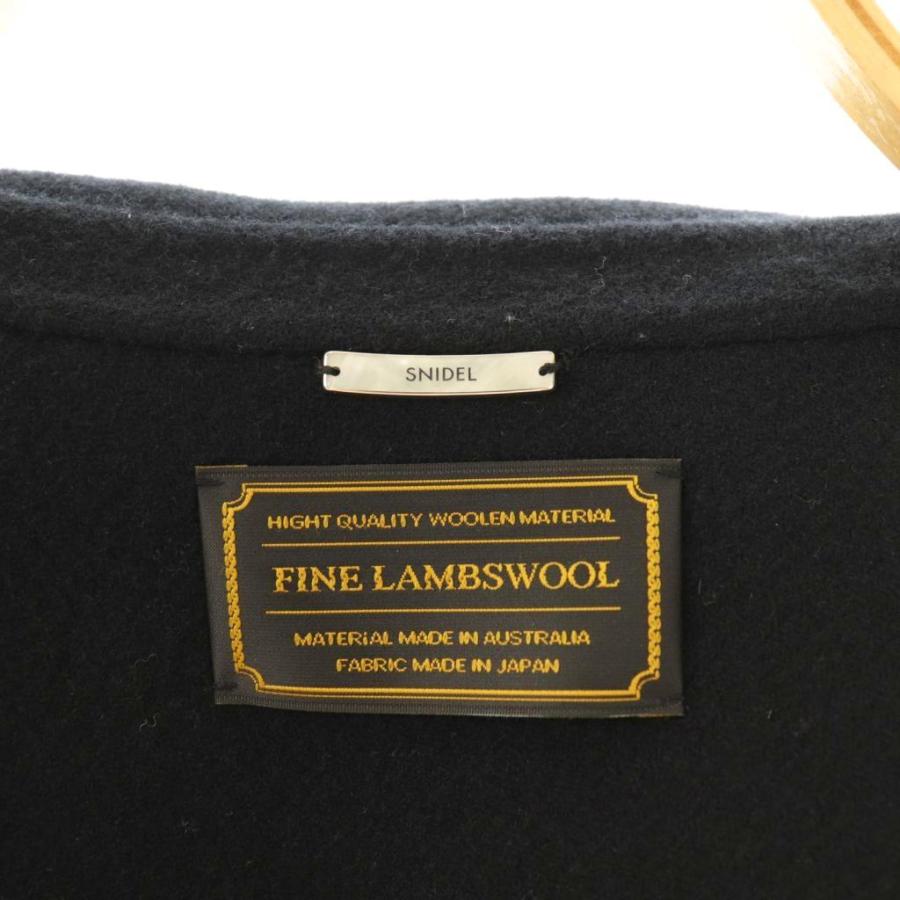 SNIDEL
HIGHT QUALITY WOOLEN MATERIAL
FINE LAMBSWOOL
MATERIAL MADE IN AUSTRALIA
FABRIC MADE IN JAPAN